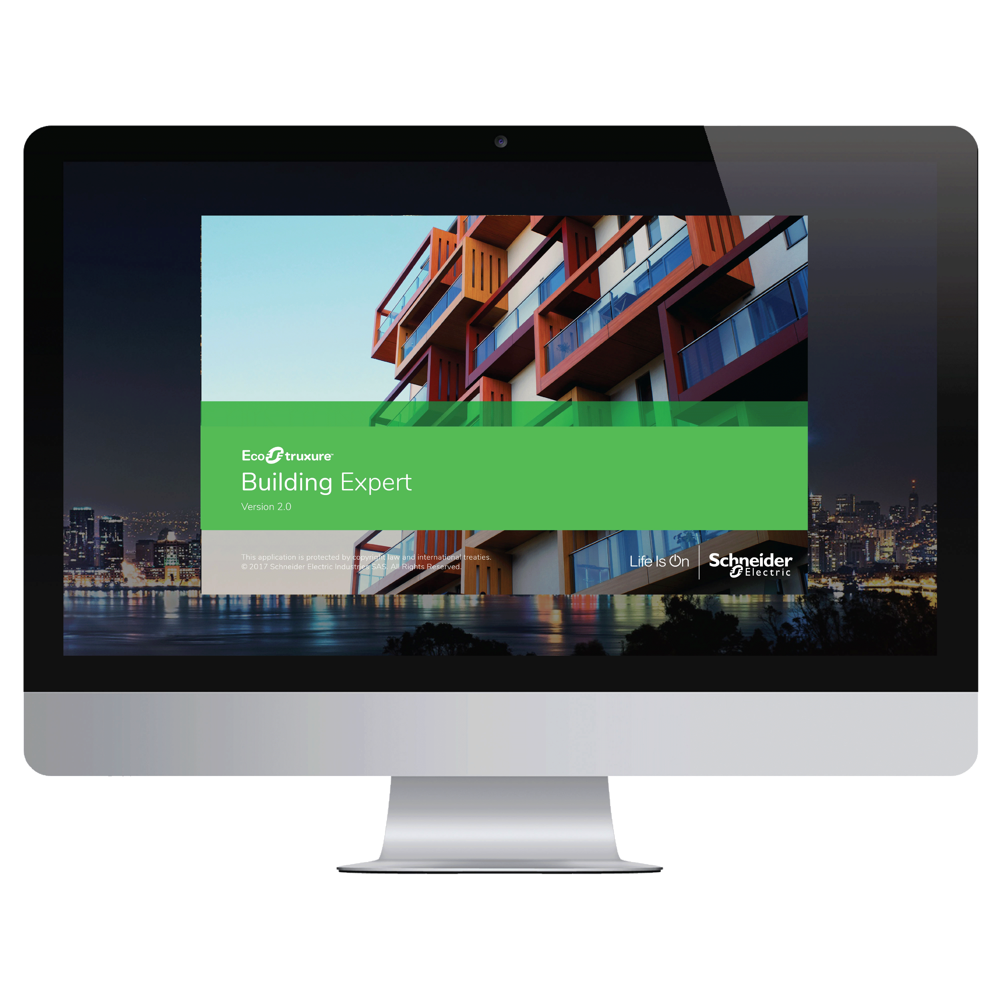 EcoStruxure™
Building Expert
Version 2.0
This application is protected by copyright law and international treaties.
© 2017 Schneider Electric Industries SAS. All Rights Reserved.
Life Is On
Schneider
Electric